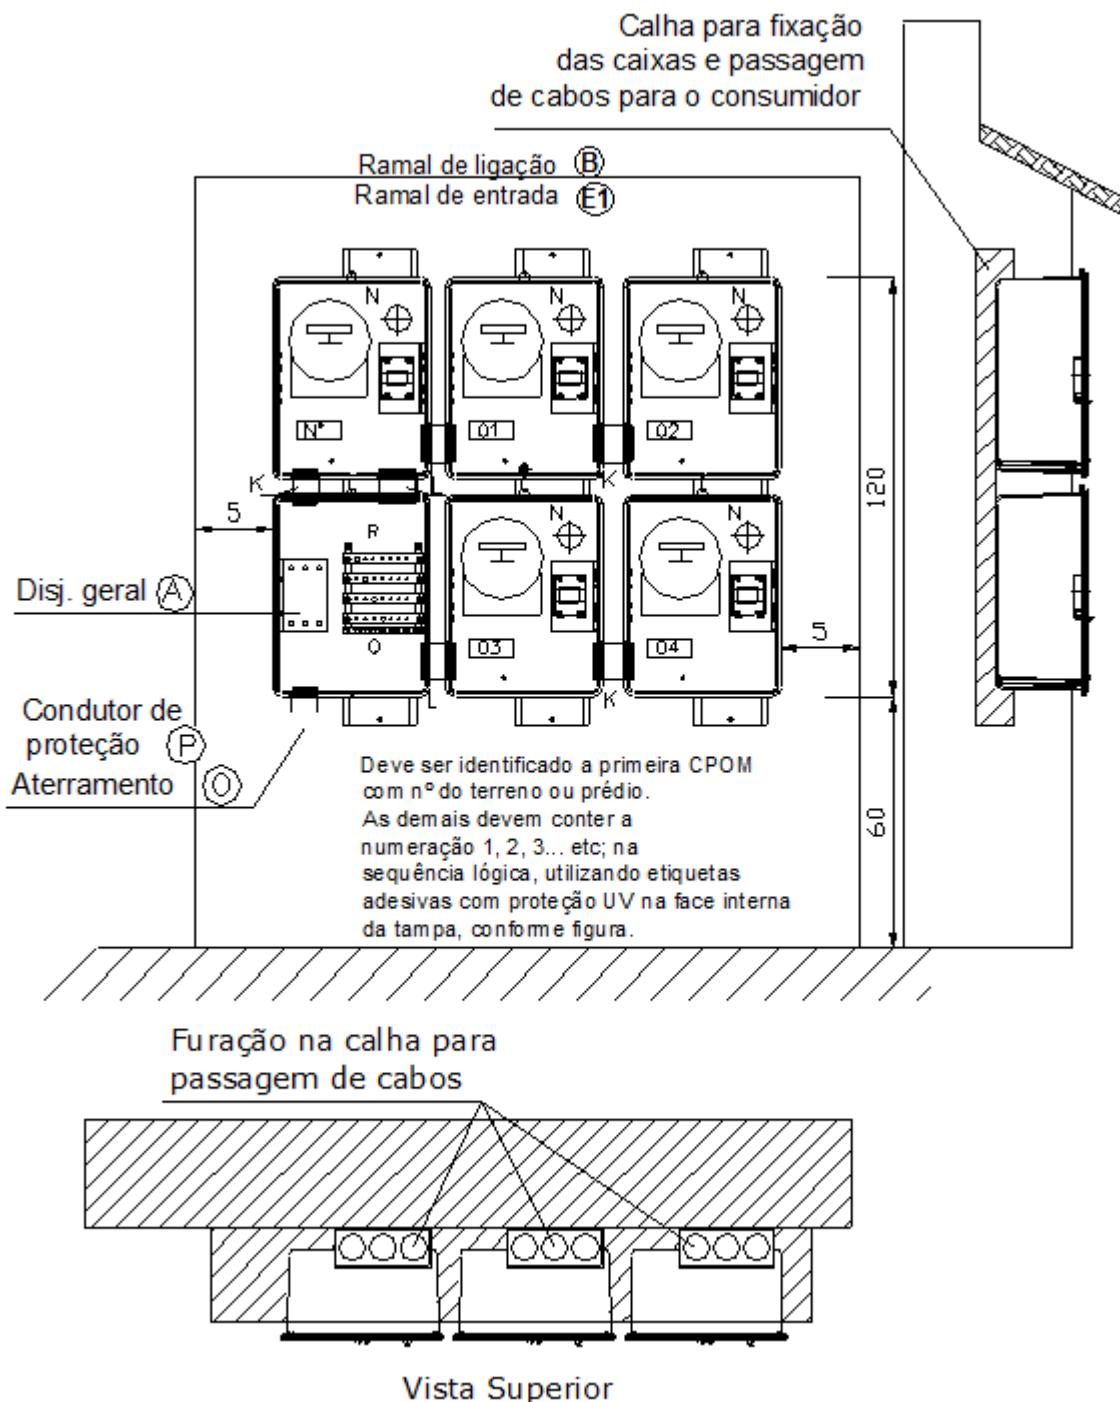 Calha para fixação
das caixas e passagem
de cabos para o consumidor
Ramal de ligação B
Ramal de entrada E1
N
N
N
Nº
01
02
K
L
K
5
120
R
N
N
Disj. geral A
O
03
04
5
L
K
Condutor de
proteção P
Aterramento O
Deve ser identificado a primeira CPOM
com nº do terreno ou prédio.
As demais devem conter a
numeração 1, 2, 3... etc; na
sequência lógica, utilizando etiquetas
adesivas com proteção UV na face interna
da tampa, conforme figura.
60
Furação na calha para
passagem de cabos
Vista Superior